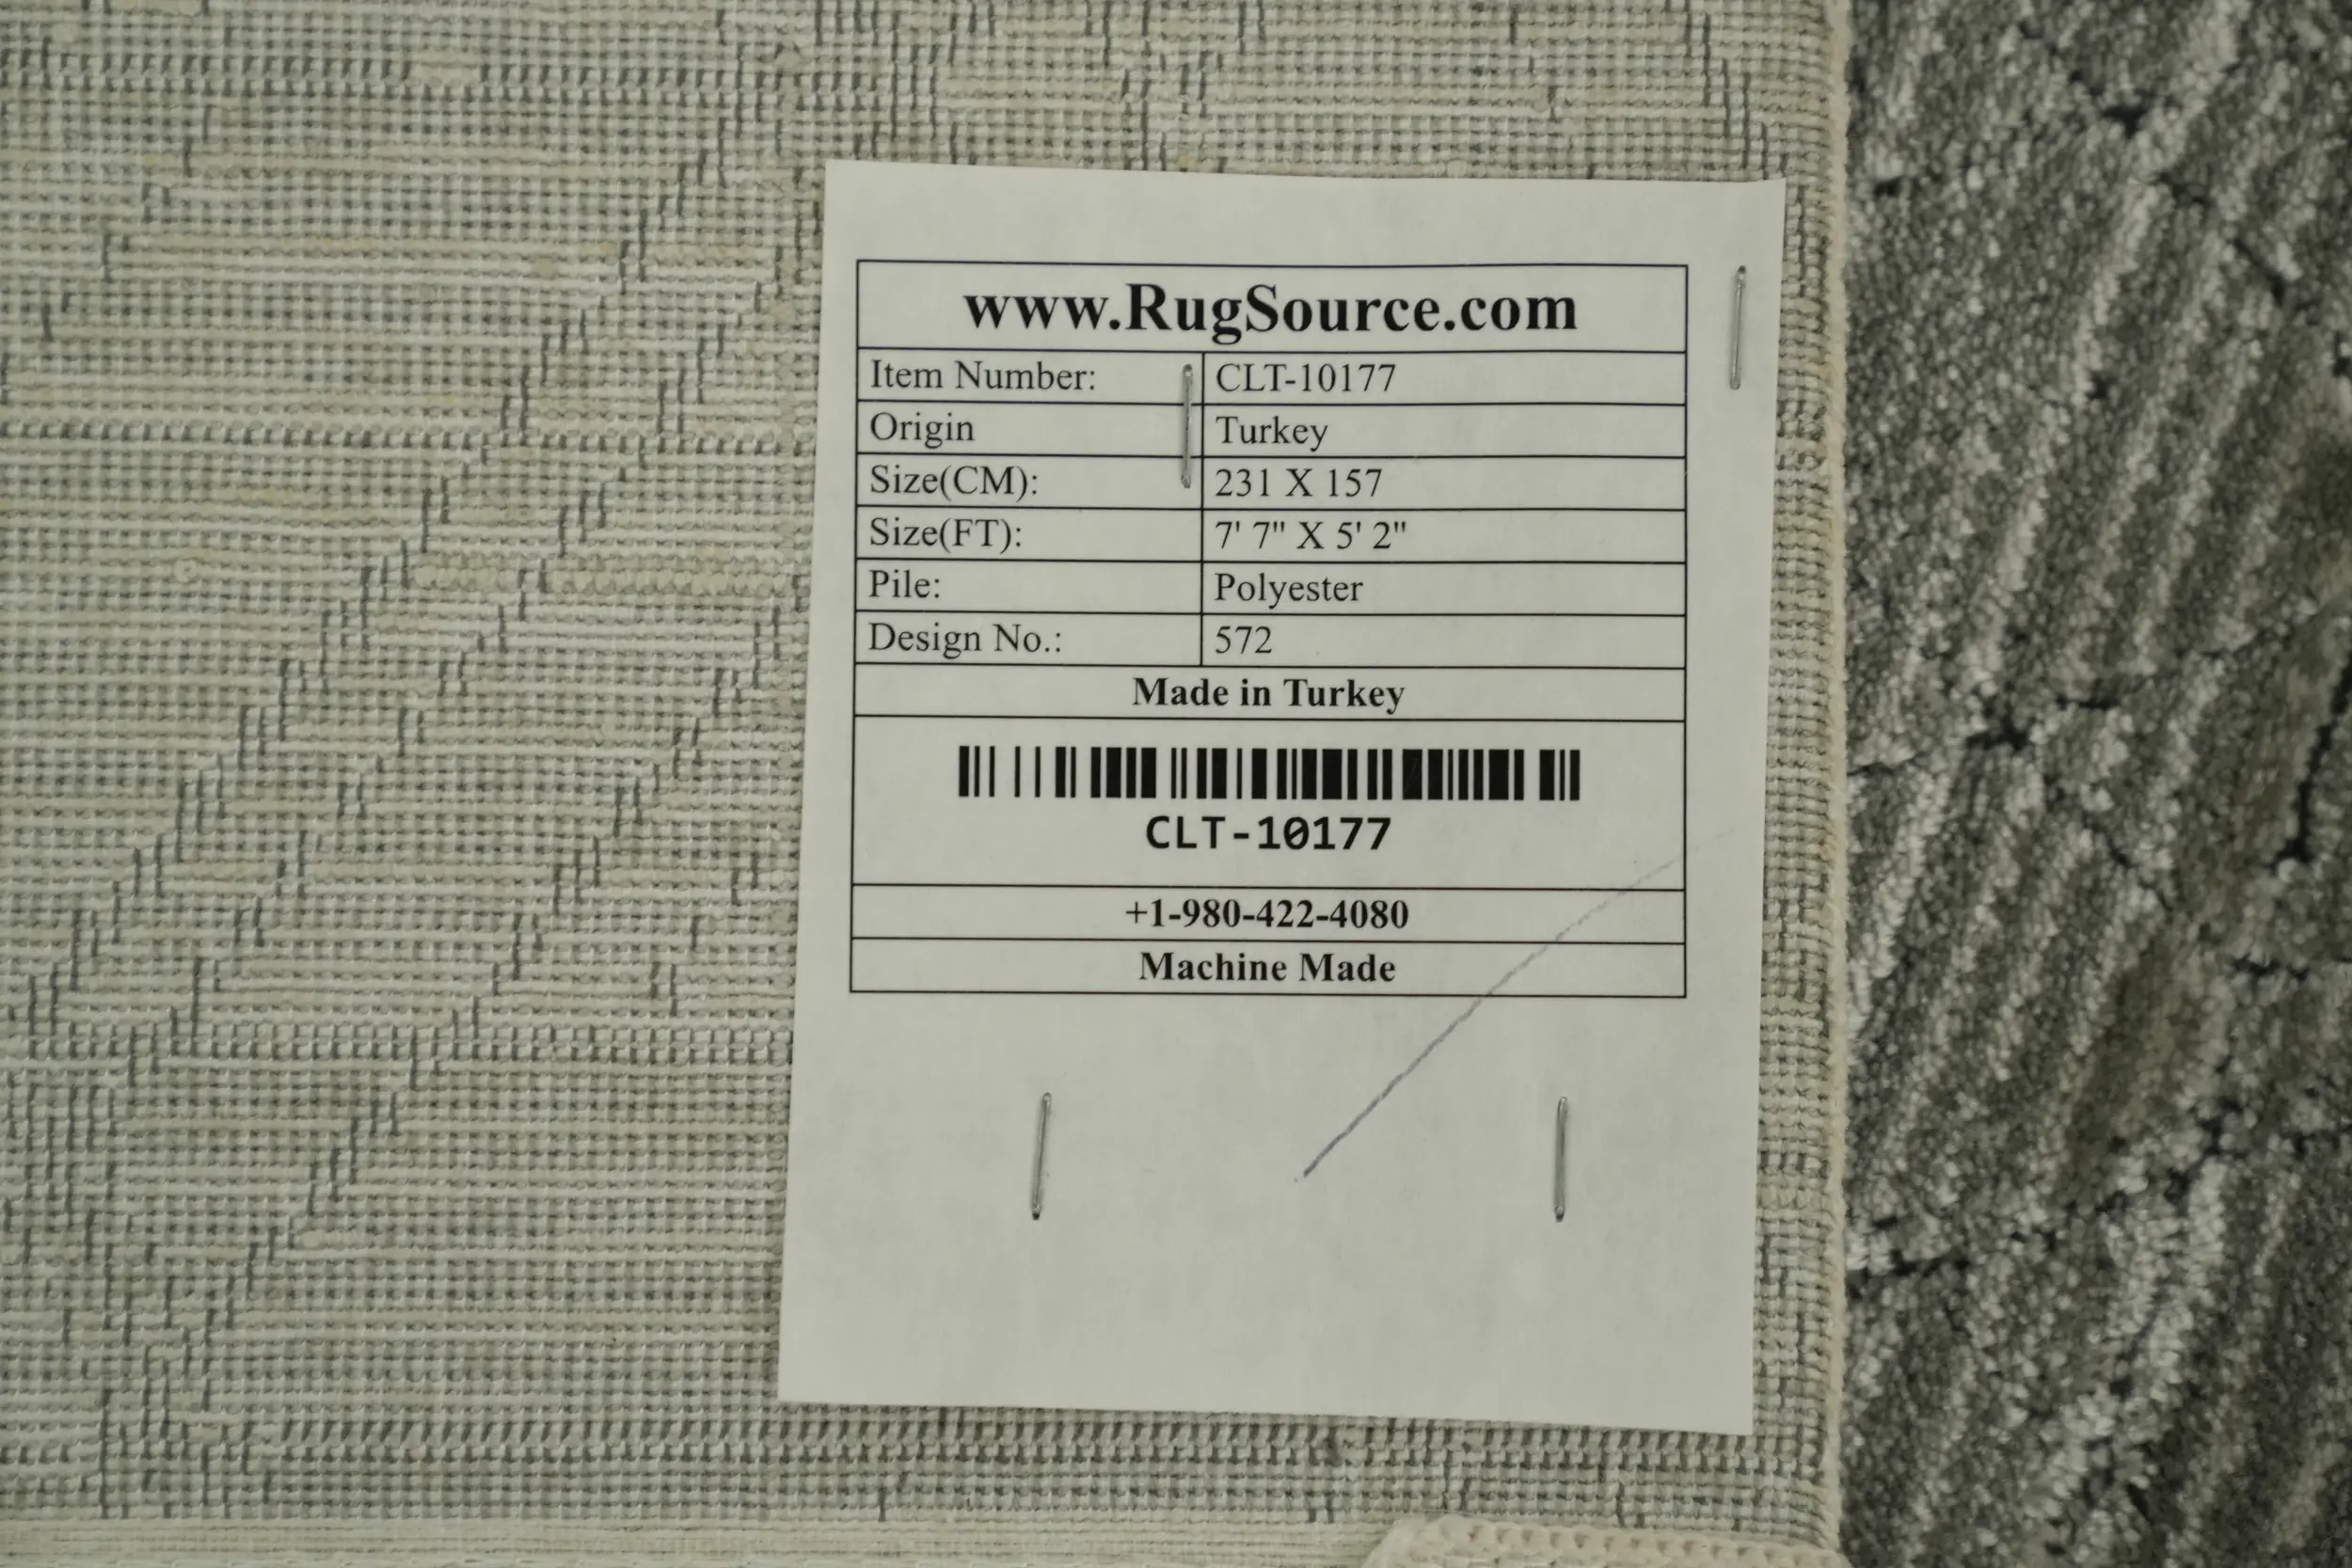 www.RugSource.com
Item Number: CLT-10177
Origin Turkey
Size(CM): 231 X 157
Size(FT): 7' 7" X 5' 2"
Pile: Polyester
Design No.: 572
Made in Turkey
CLT-10177
+1-980-422-4080
Machine Made